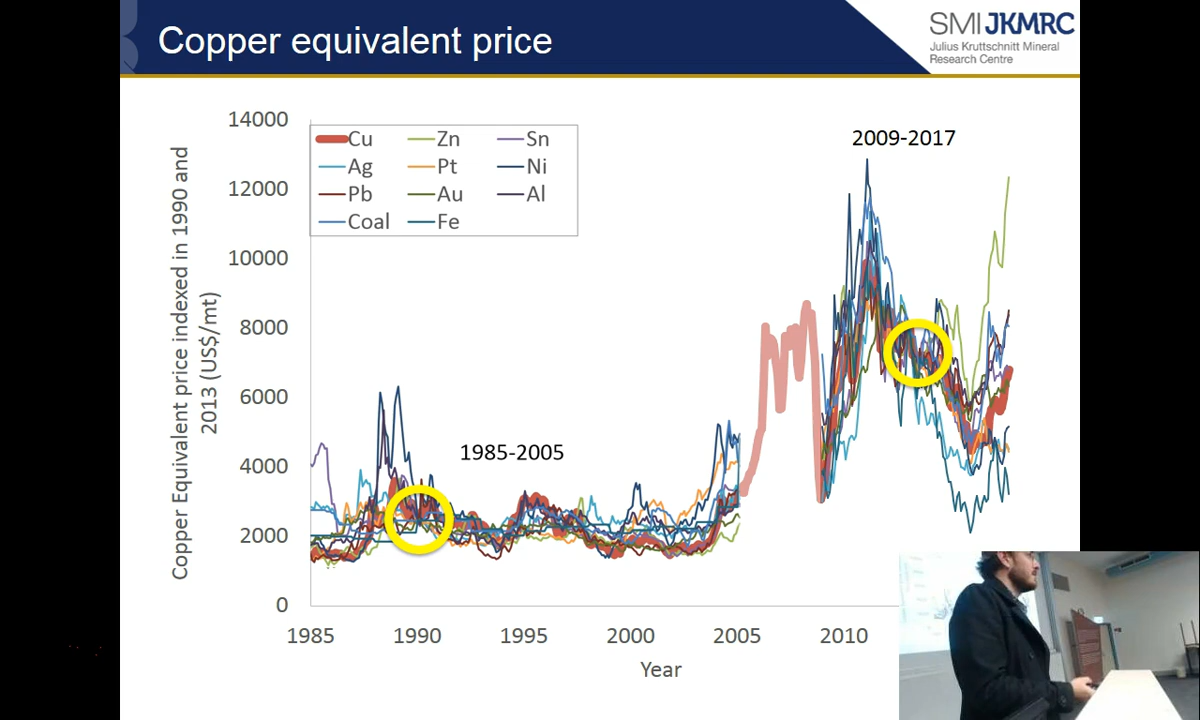 Copper equivalent price
SMI JKMRC
Julius Kruttschnitt Mineral
Research Centre
Copper Equivalent price indexed in 1990 and
2013 (US$/mt)
14000
12000
10000
8000
6000
4000
2000
0
Cu Zn Sn
Ag Pt Ni
Pb Au Al
Coal Fe
2009-2017
1985-2005
1985 1990 1995 2000 2005 2010
Year